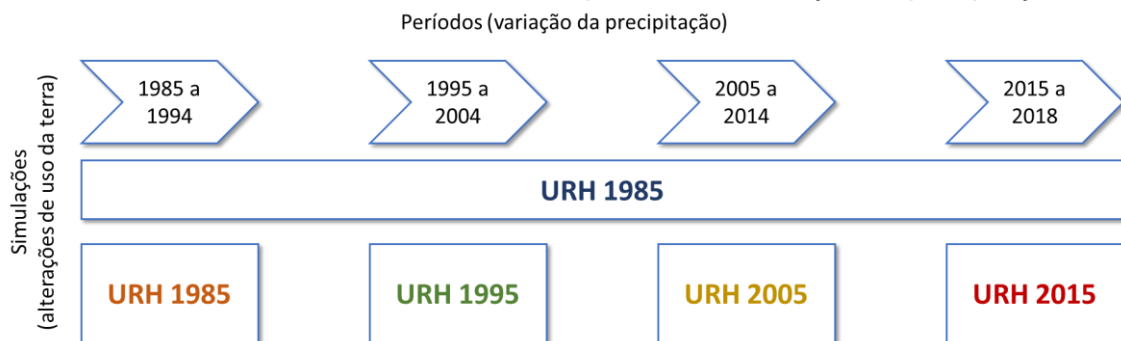 Períodos (variação da precipitação)
Simulações
(alterações de uso da terra)
1985 a
1994
1995 a
2004
2005 a
2014
2015 a
2018
URH 1985
URH 1985
URH 1995
URH 2005
URH 2015